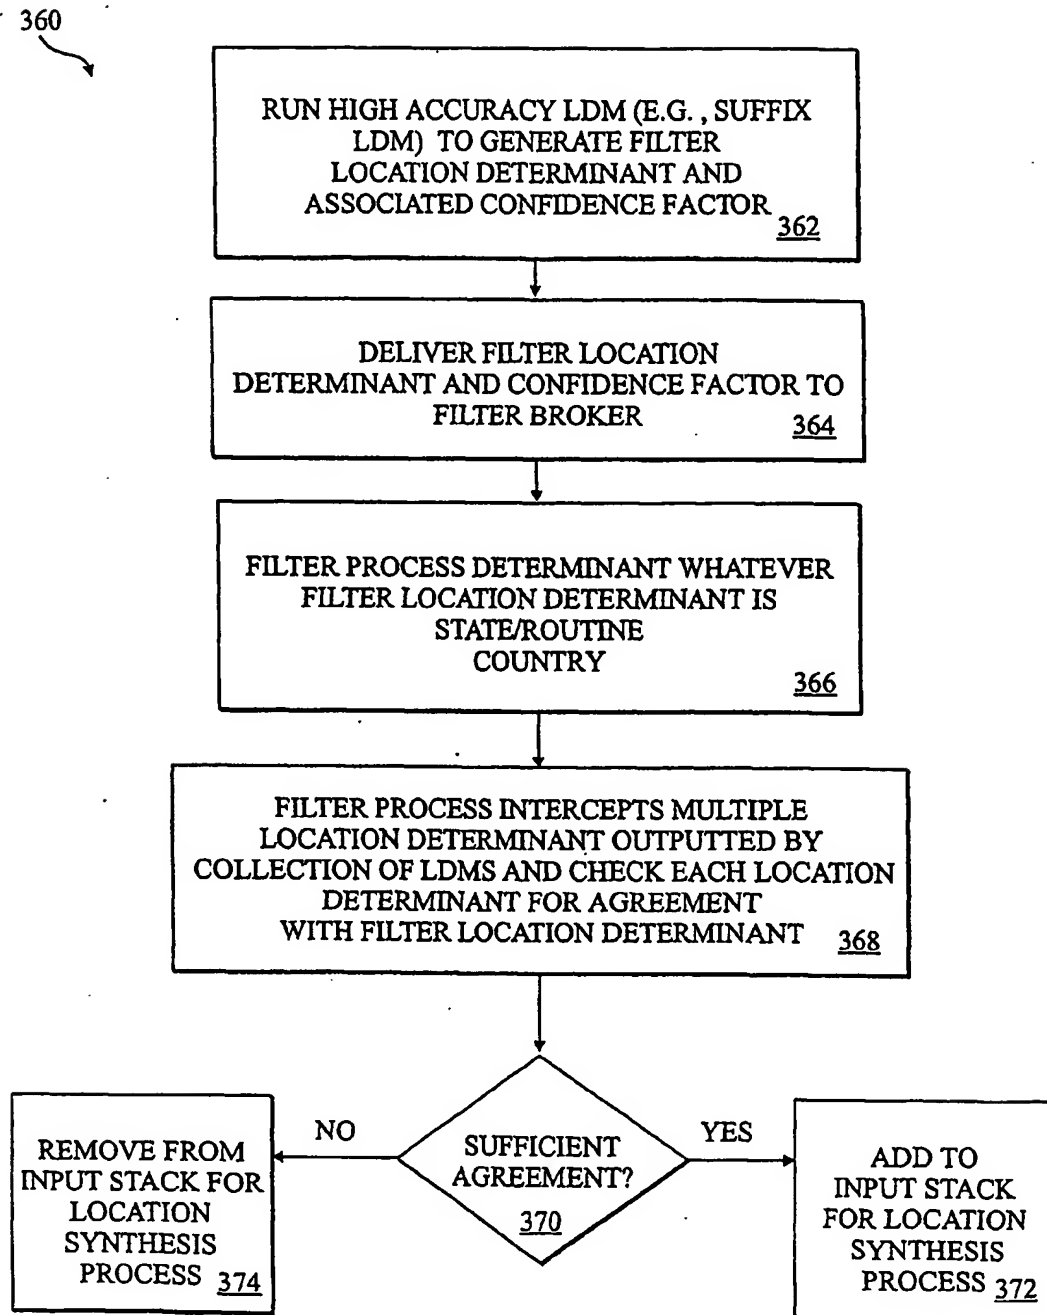 360
RUN HIGH ACCURACY LDM (E.G. , SUFFIX
LDM) TO GENERATE FILTER
LOCATION DETERMINANT AND
ASSOCIATED CONFIDENCE FACTOR
362
DELIVER FILTER LOCATION
DETERMINANT AND CONFIDENCE FACTOR TO
FILTER BROKER
364
FILTER PROCESS DETERMINANT WHATEVER
FILTER LOCATION DETERMINANT IS
STATE/ROUTINE
COUNTRY
366
FILTER PROCESS INTERCEPTS MULTIPLE
LOCATION DETERMINANT OUTPUTTED BY
COLLECTION OF LDMS AND CHECK EACH LOCATION
DETERMINANT FOR AGREEMENT
WITH FILTER LOCATION DETERMINANT
368
SUFFICIENT
AGREEMENT?
370
NO
REMOVE FROM
INPUT STACK FOR
LOCATION
SYNTHESIS
PROCESS 374
YES
ADD TO
INPUT STACK
FOR LOCATION
SYNTHESIS
PROCESS 372